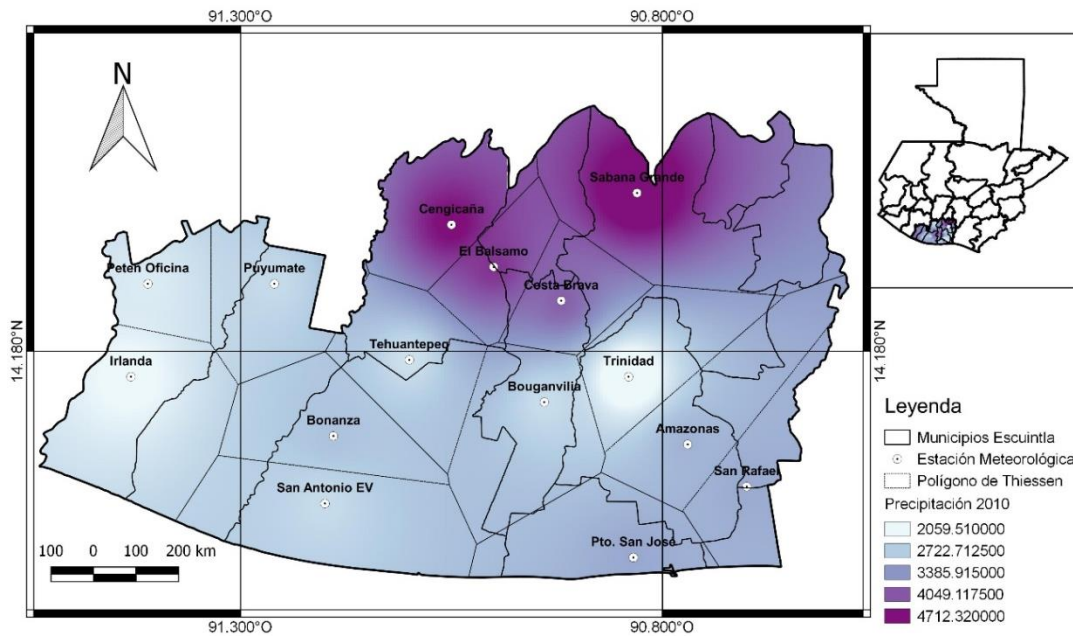 91.300°O 90.800°O
N
Sabana Grande
Cengicaña
El Balsamo
Peten Oficina Puyumate
Costa Brava
14.180°N 14.180°N
Tehuantepeq
Irlanda Trinidad
Bouganvilia
Bonanza Amazonas
San Rafael
San Antonio EV
Pto. San José
100 0 100 200 km
91.300°O 90.800°O
Leyenda
Municipios Escuintla
Estación Meteorológica
Polígono de Thiessen
Precipitación 2010
2059.510000
2722.712500
3385.915000
4049.117500
4712.320000